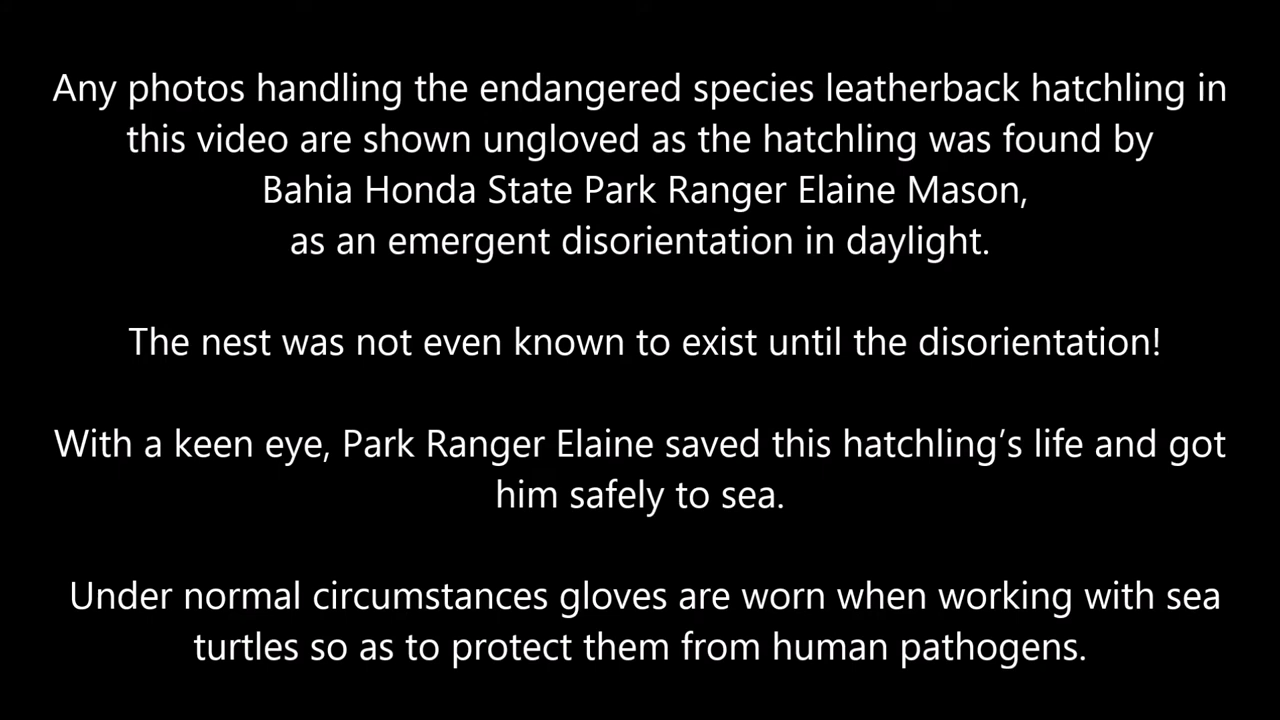 Any photos handling the endangered species leatherback hatchling in
this video are shown ungloved as the hatchling was found by
Bahia Honda State Park Ranger Elaine Mason,
as an emergent disorientation in daylight.
The nest was not even known to exist until the disorientation!
With a keen eye, Park Ranger Elaine saved this hatchling’s life and got
him safely to sea.
Under normal circumstances gloves are worn when working with sea
turtles so as to protect them from human pathogens.